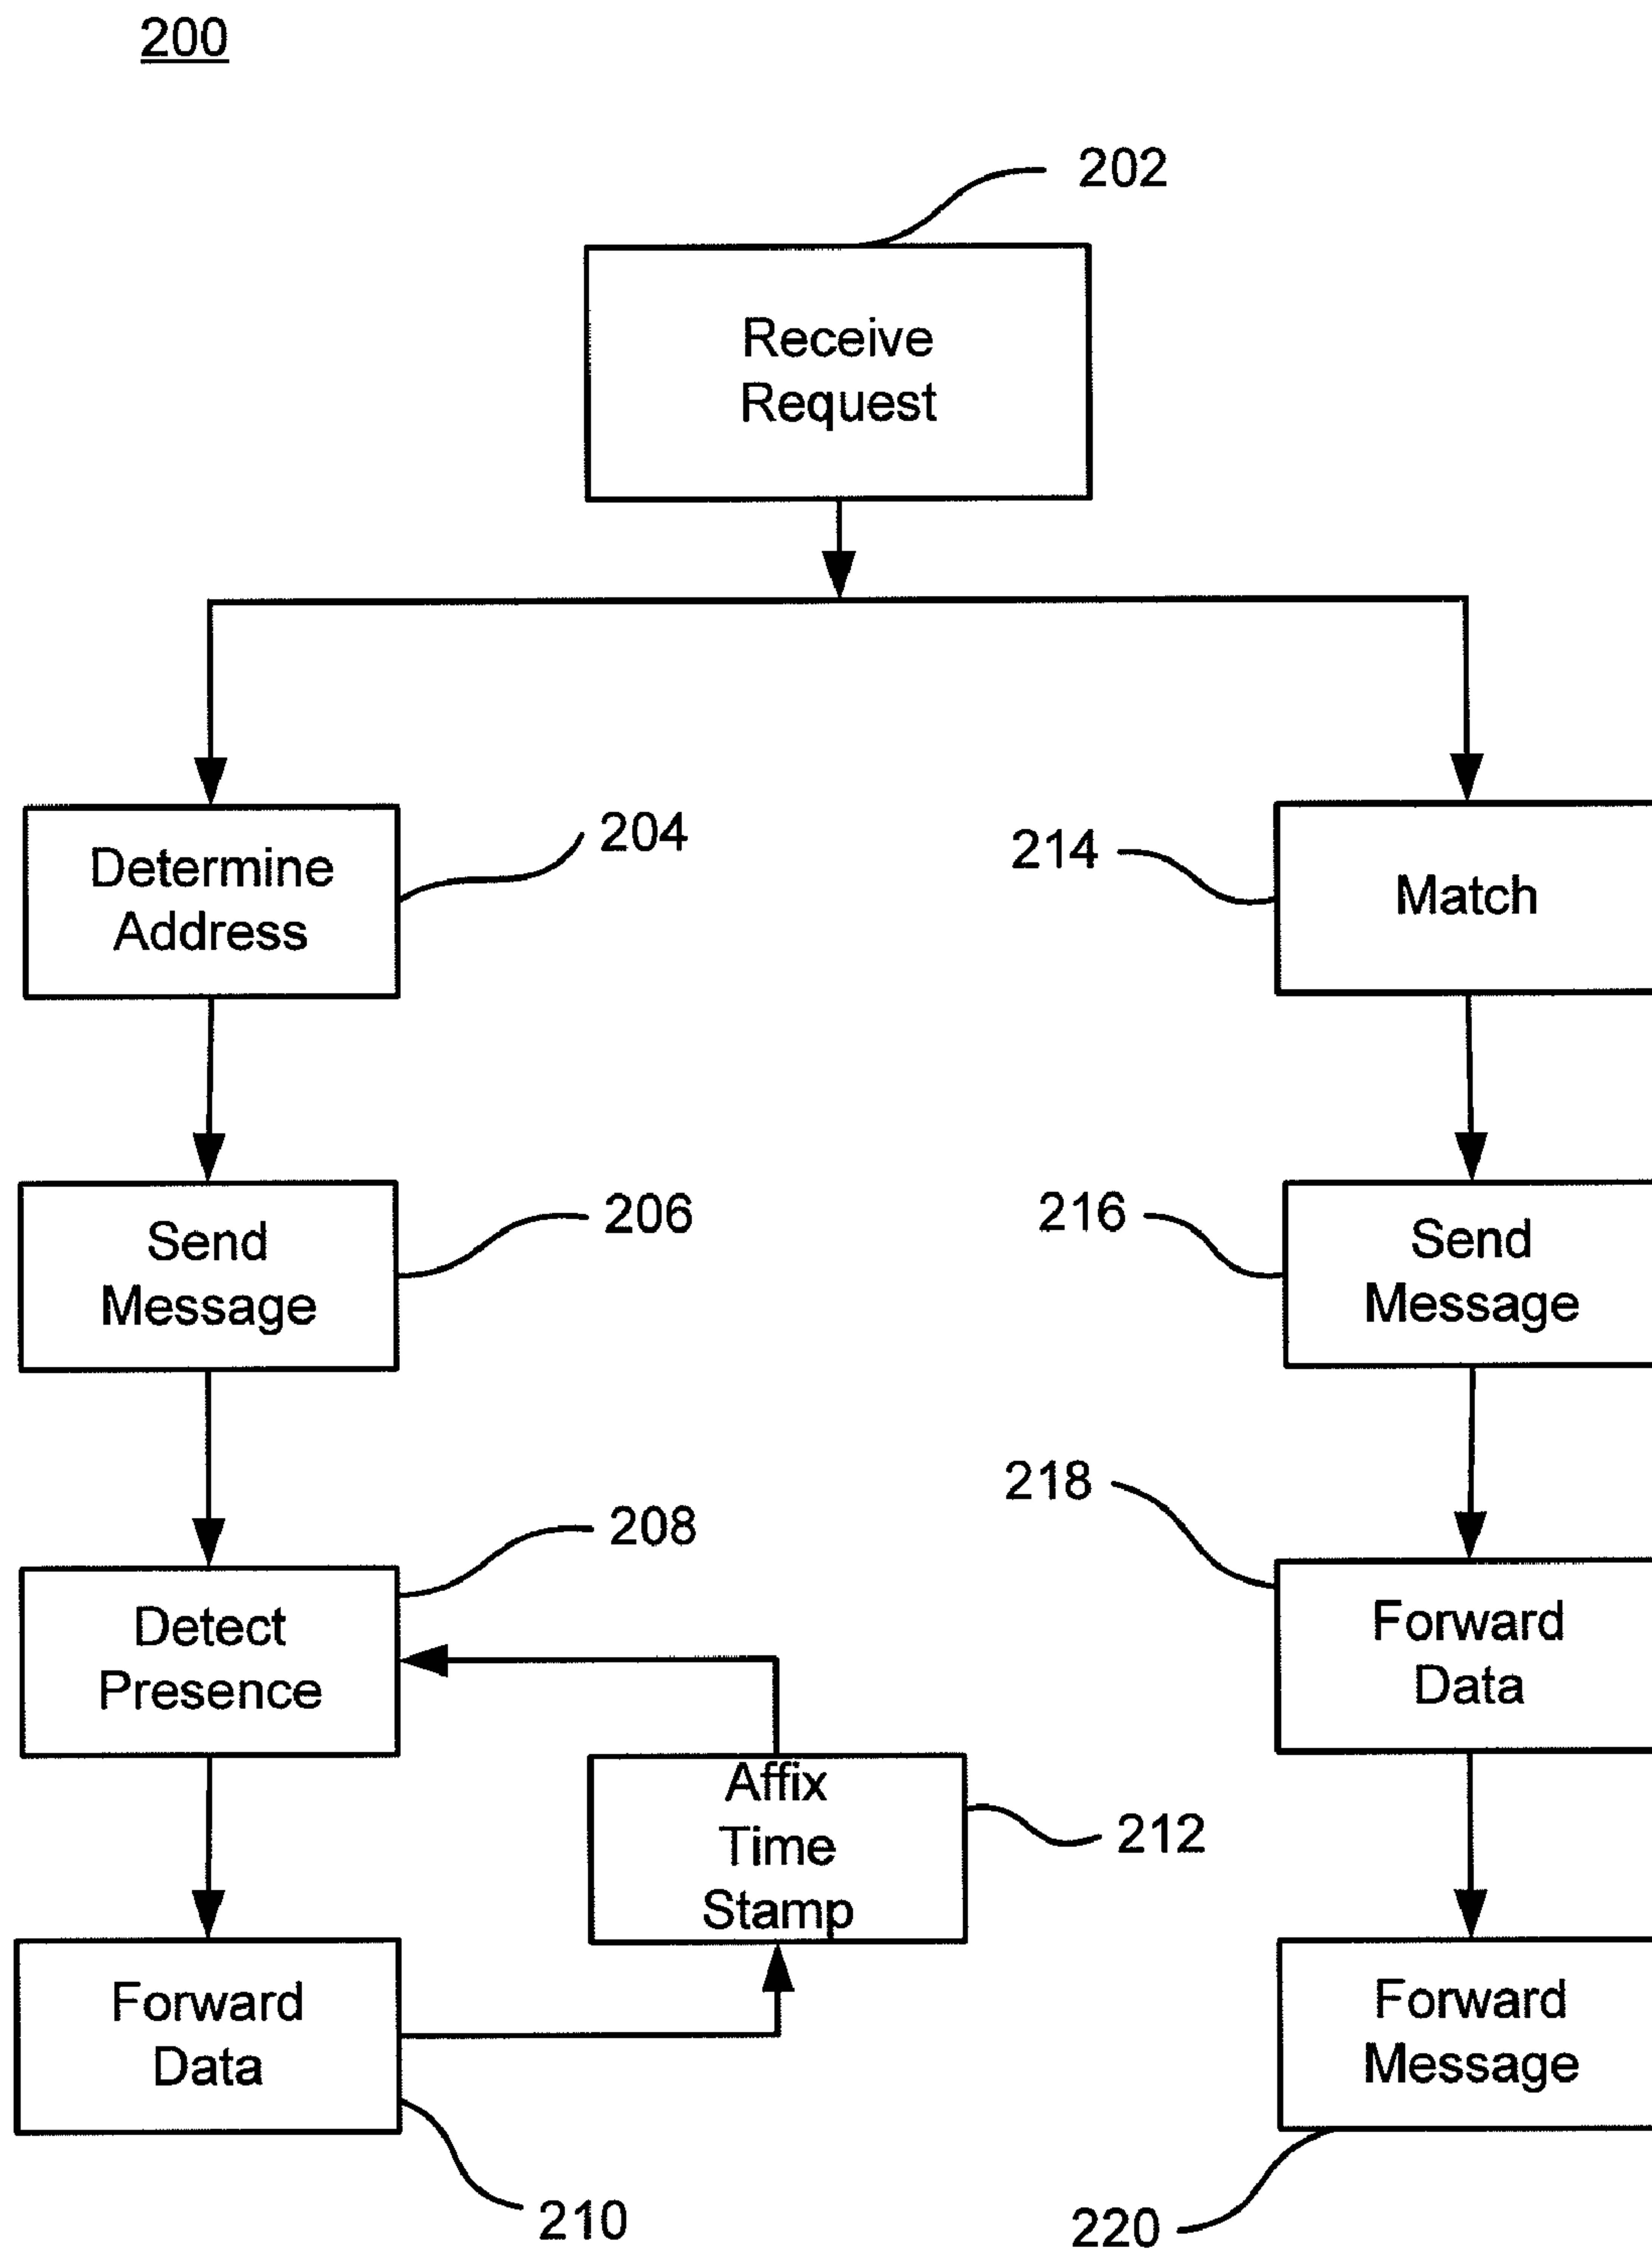 200
202
Receive
Request
204
Determine
Address
214
Match
206
Send
Message
216
Send
Message
208
Detect
Presence
218
Forward
Data
Affix
Time
Stamp
212
Forward
Data
210
Forward
Message
220